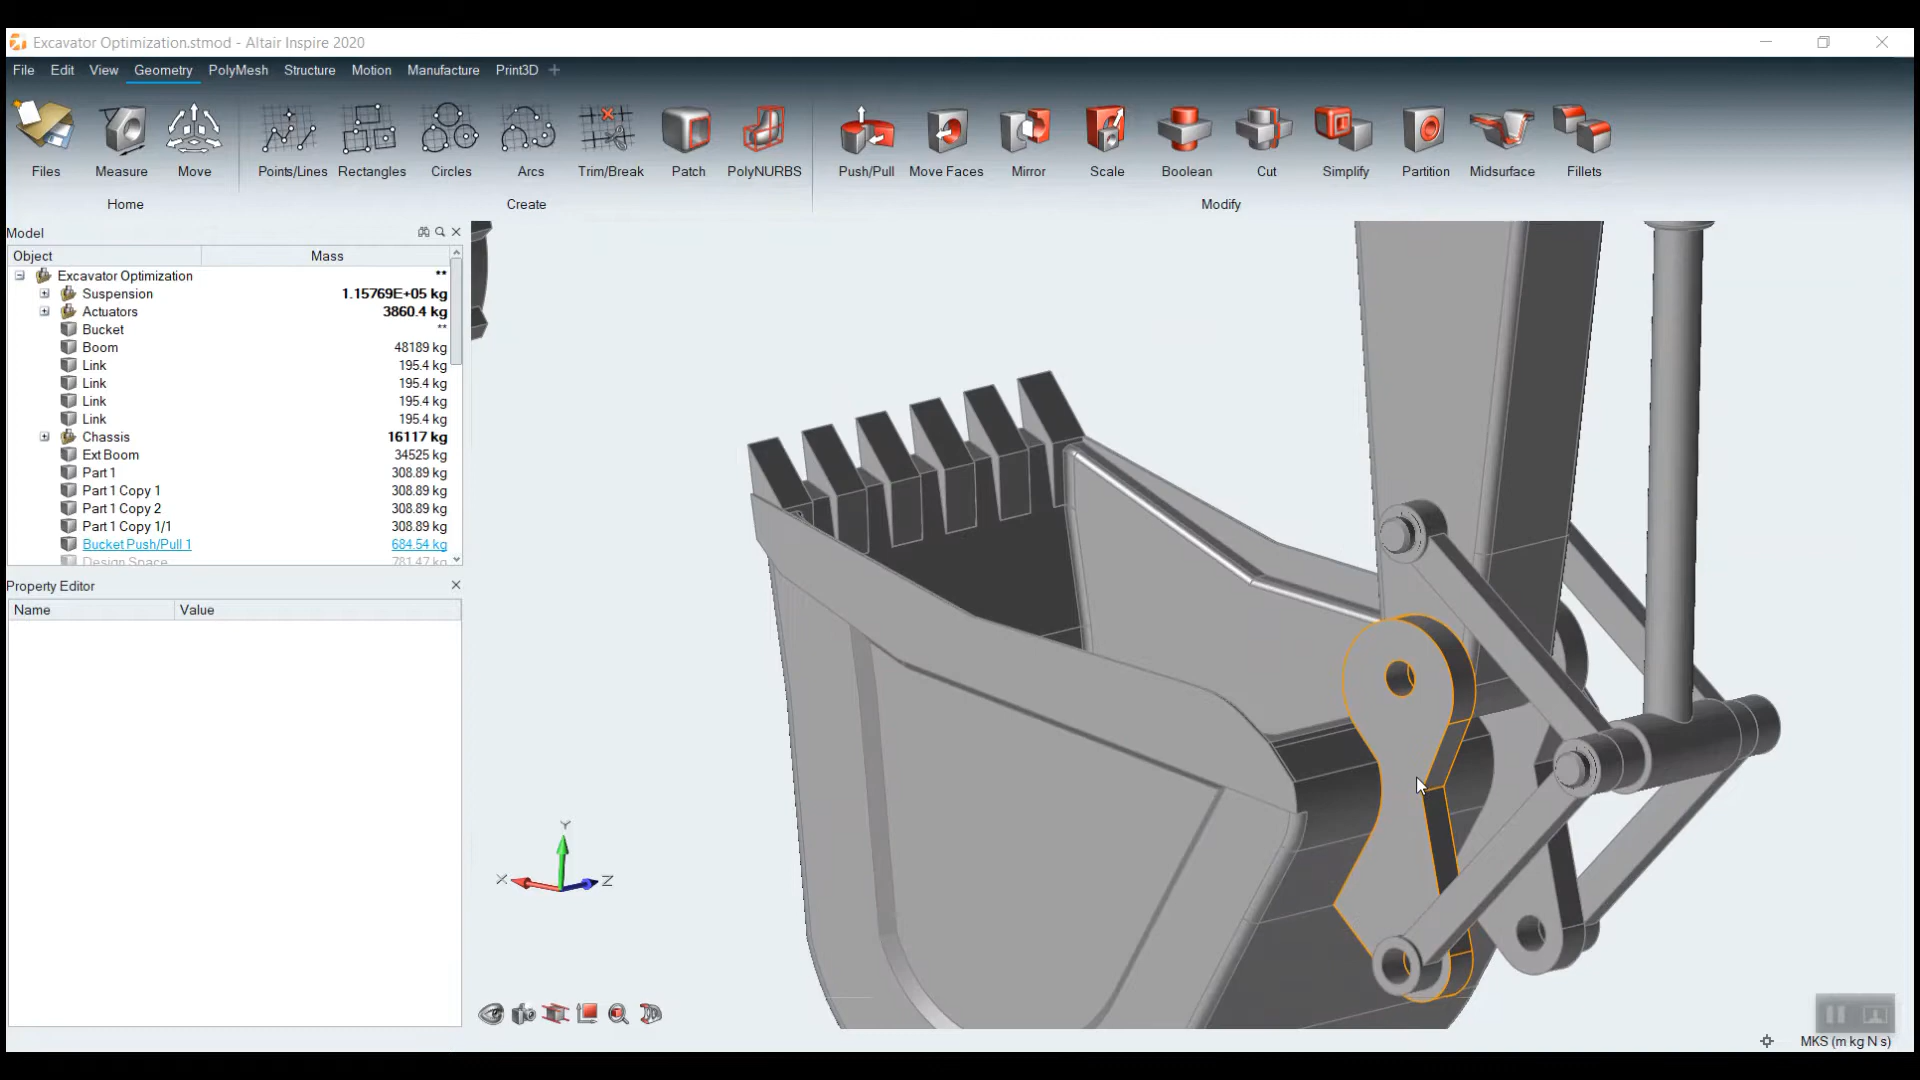 Excavator Optimization.stmod - Altair Inspire 2020
File Edit View Geometry PolyMesh Structure Motion Manufacture Print3D +
Files Measure Move Points/Lines Rectangles Circles Arcs Trim/Break Patch PolyNURBS Push/Pull Move Faces Mirror Scale Boolean Cut Simplify Partition Midsurface Fillets
Home Create Modify
Model
Object Mass
Excavator Optimization **
Suspension 1.15769E+05 kg
Actuators 3860.4 kg
Bucket **
Boom 48189 kg
Link 195.4 kg
Link 195.4 kg
Link 195.4 kg
Link 195.4 kg
Chassis 16117 kg
Ext Boom 34525 kg
Part 1 308.89 kg
Part 1 Copy 1 308.89 kg
Part 1 Copy 2 308.89 kg
Part 1 Copy 1/1 308.89 kg
Bucket Push/Pull 1 684.54 kg
Design Space 781.47 kg
Property Editor
Name Value
Y
X Z
MKS (m kg N s)